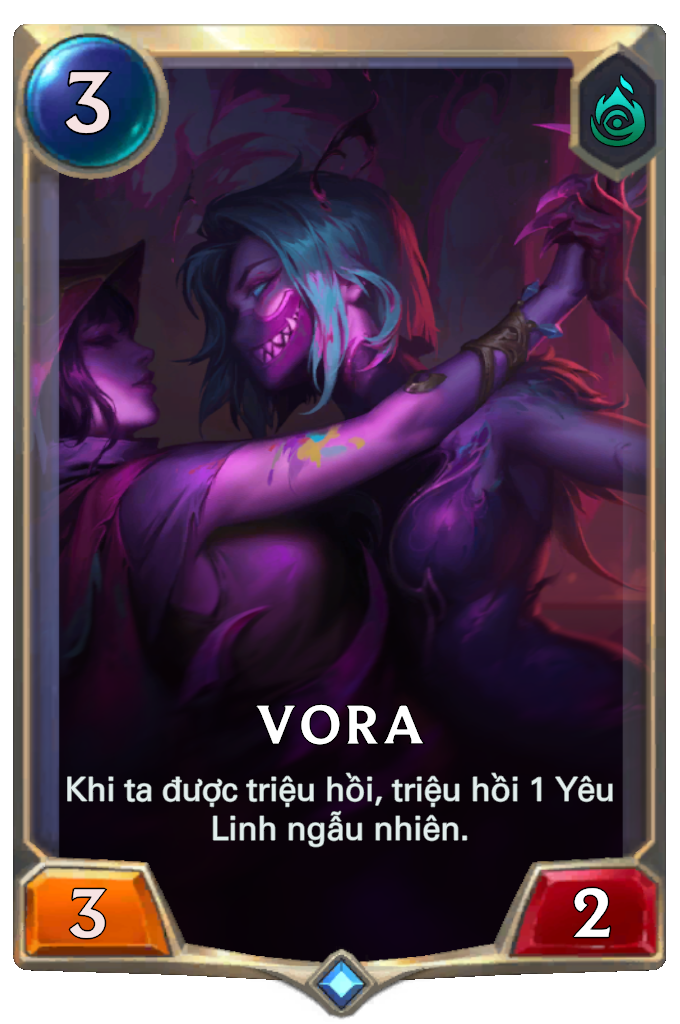 3
VORA
Khi ta được triệu hồi, triệu hồi 1 Yêu
Linh ngẫu nhiên.
3
2